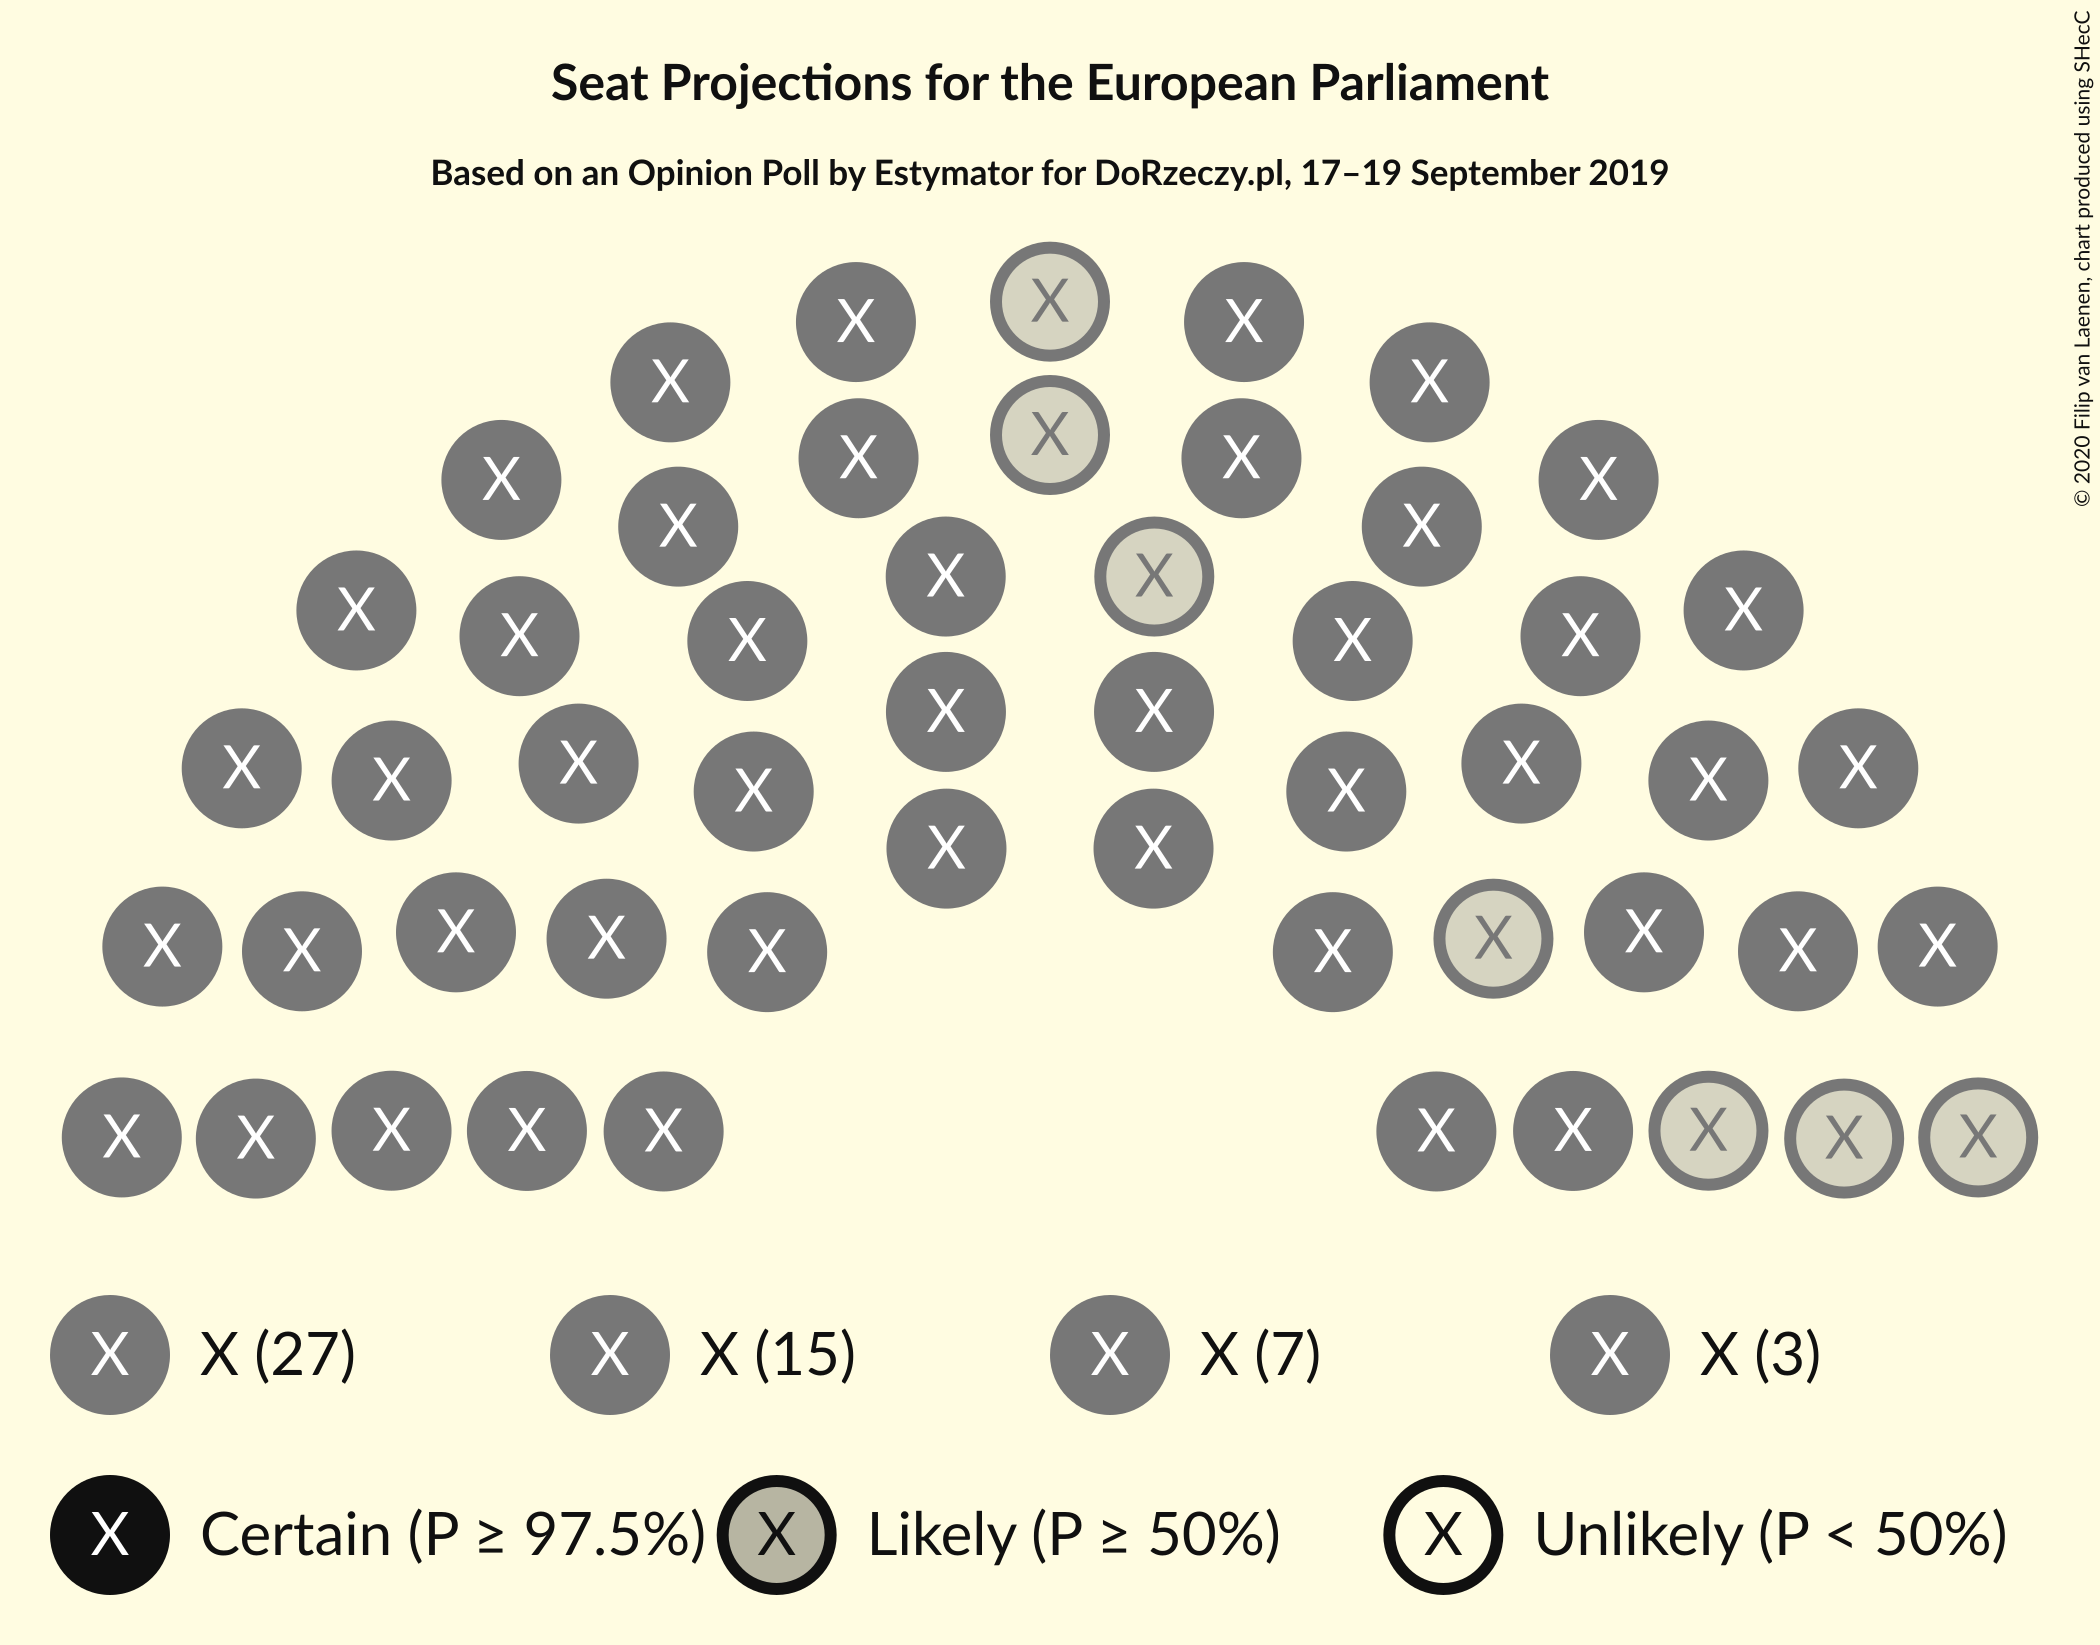 Seat Projections for the European Parliament
Based on an Opinion Poll by Estymator for DoRzeczy.pl, 17–19 September 2019
© 2020 Filip van Laenen, chart produced using SHecC
X X X
X X
X X X
X X
X X
X X
X X
X X
X X
X X
X X
X X
X X
X X
X X
X X
X X
X X X X
X X X X
X X
X X
X X
X X
X X X X X X X X X X
X X (27) X X (15) X X (7) X X (3)
X Certain (P ≥ 97.5%) X Likely (P ≥ 50%) X Unlikely (P < 50%)